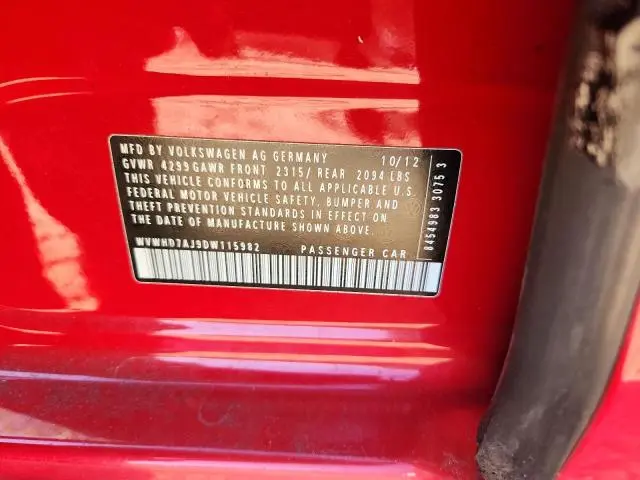 MFD BY VOLKSWAGEN AG GERMANY 10/12
GVWR 4299 GAWR FRONT 2315/ REAR 2094 LBS
THIS VEHICLE CONFORMS TO ALL APPLICABLE U.S.
FEDERAL MOTOR VEHICLE SAFETY, BUMPER AND
THEFT PREVENTION STANDARDS IN EFFECT ON
THE DATE OF MANUFACTURE SHOWN ABOVE.
WVWHD7AJ9DW115982 PASSENGER CAR
8454983 3075 3